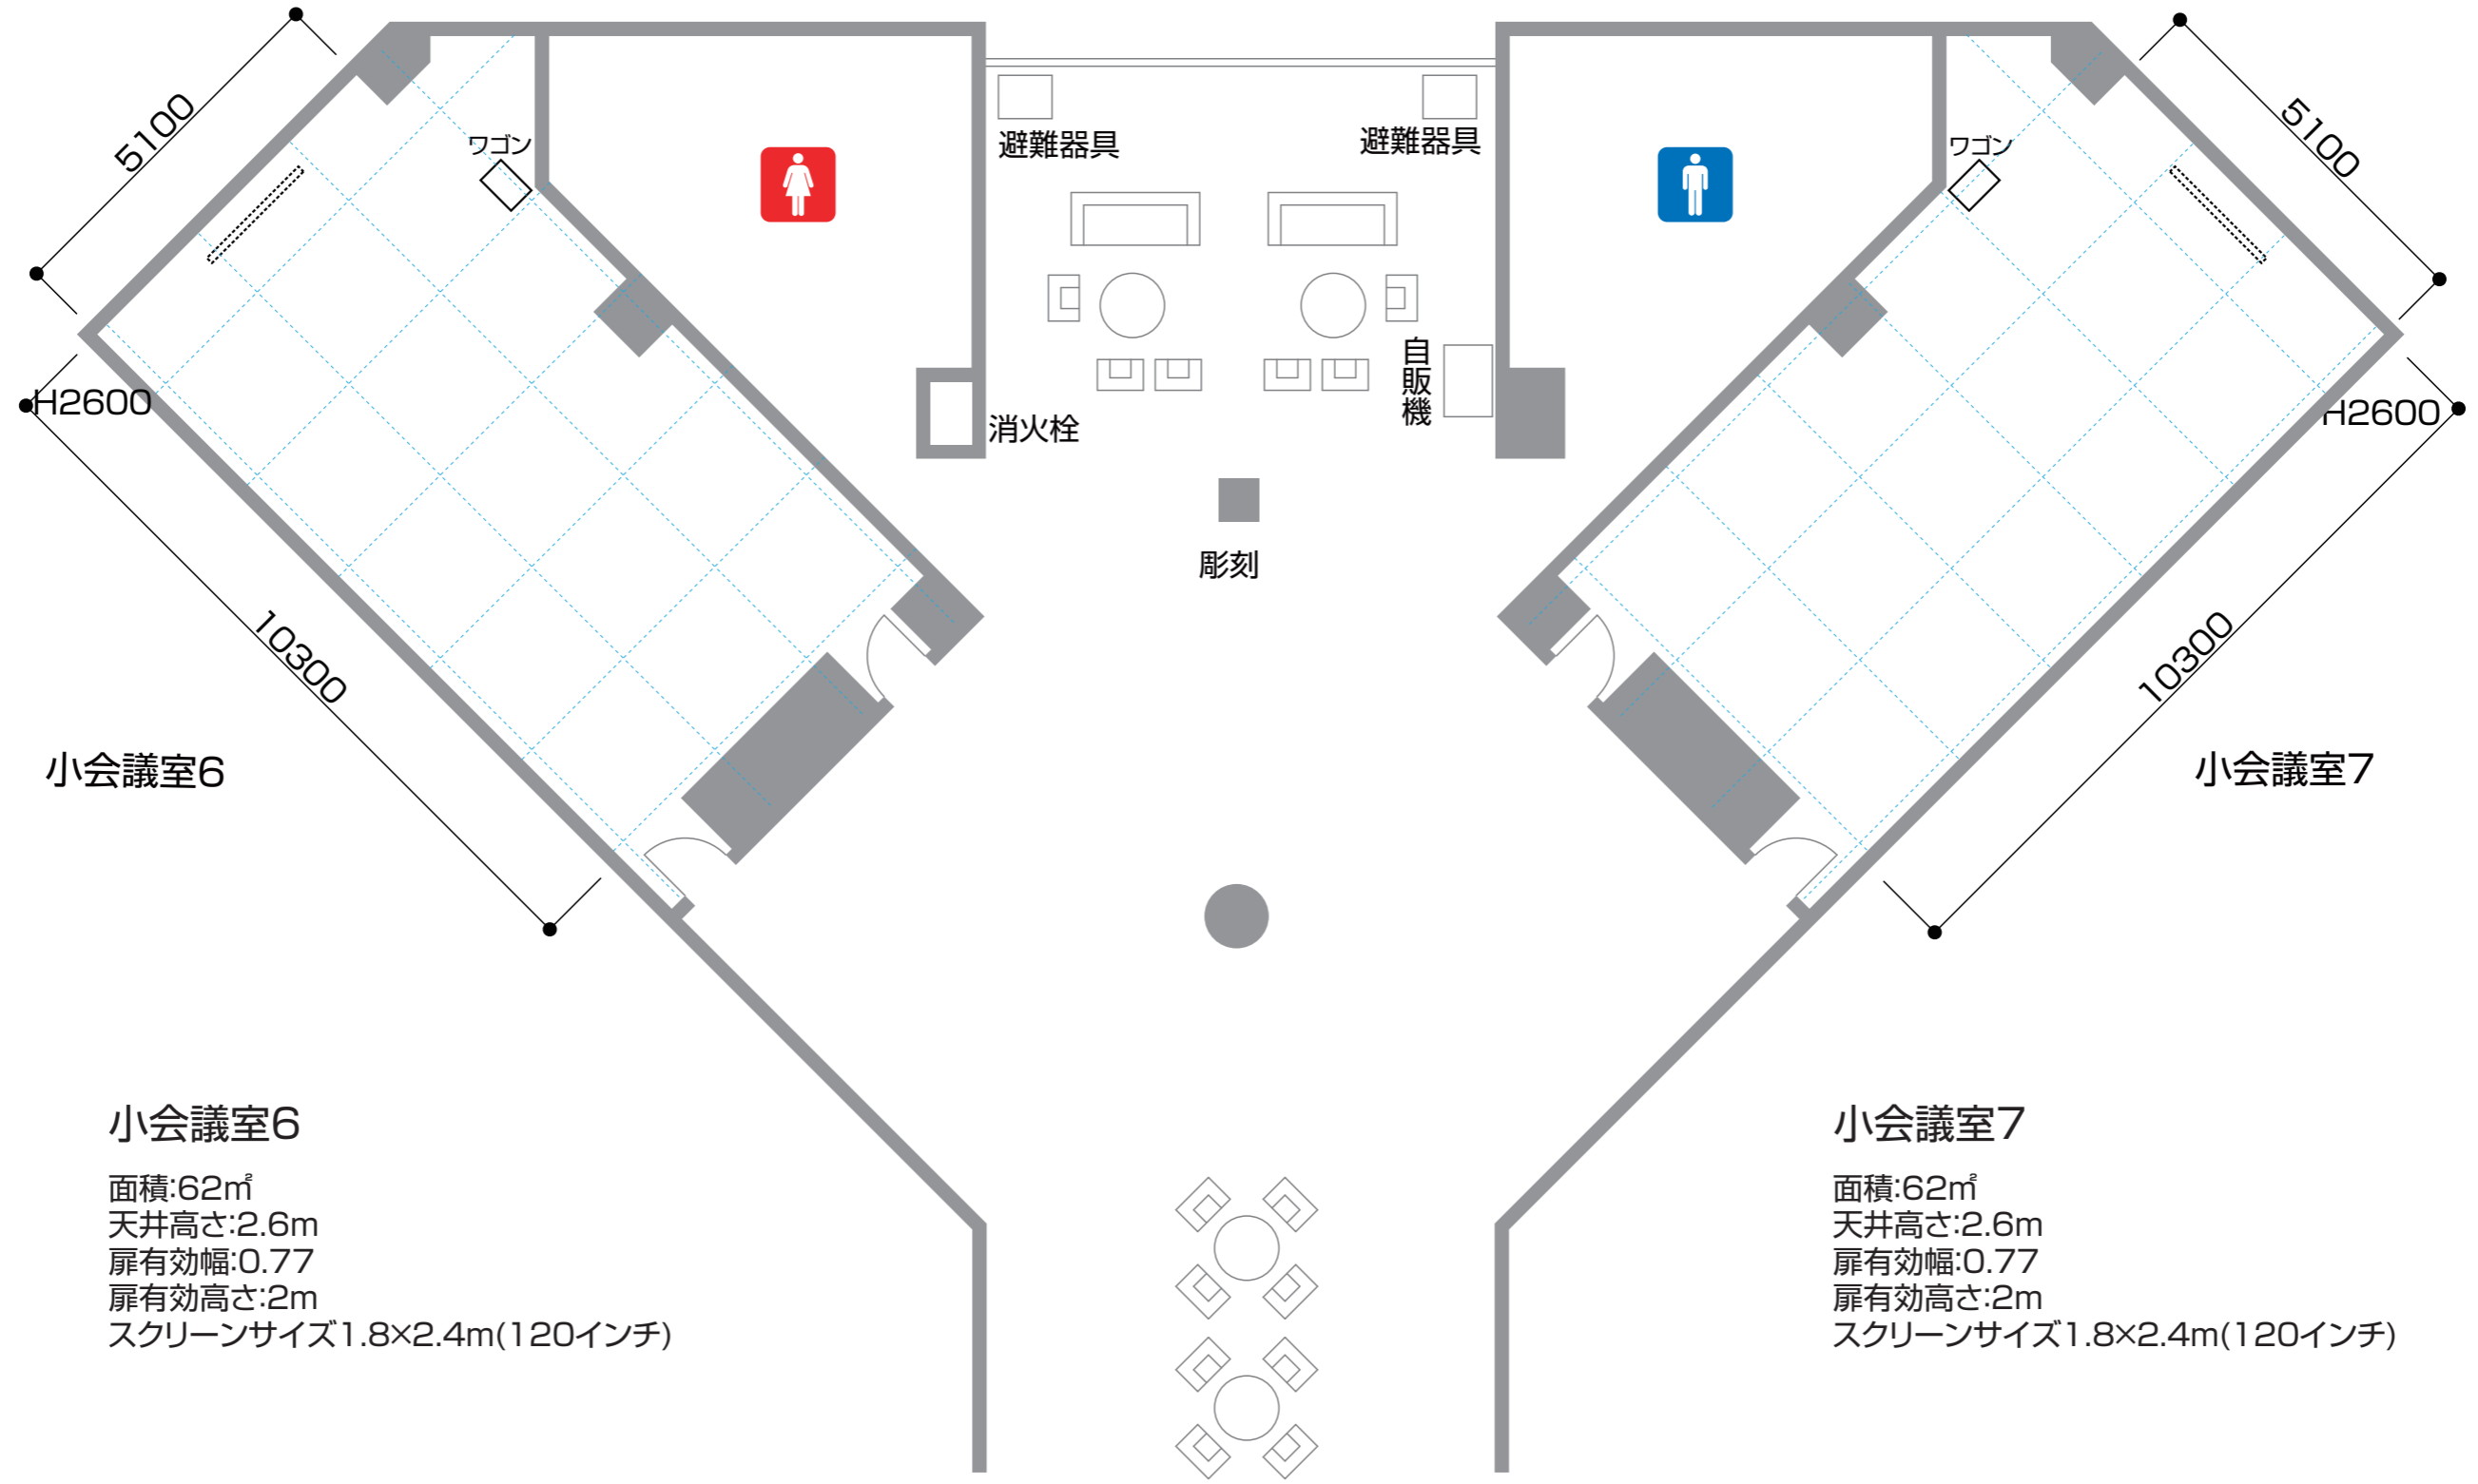 5100
ワゴン
避難器具
避難器具
ワゴン
5100
H2600
消火栓
自販機
H2600
彫刻
10300
10300
小会議室6
小会議室7
小会議室6
面積:62㎡
天井高さ:2.6m
扉有効幅:0.77
扉有効高さ:2m
スクリーンサイズ1.8×2.4m(120インチ)
小会議室7
面積:62㎡
天井高さ:2.6m
扉有効幅:0.77
扉有効高さ:2m
スクリーンサイズ1.8×2.4m(120インチ)